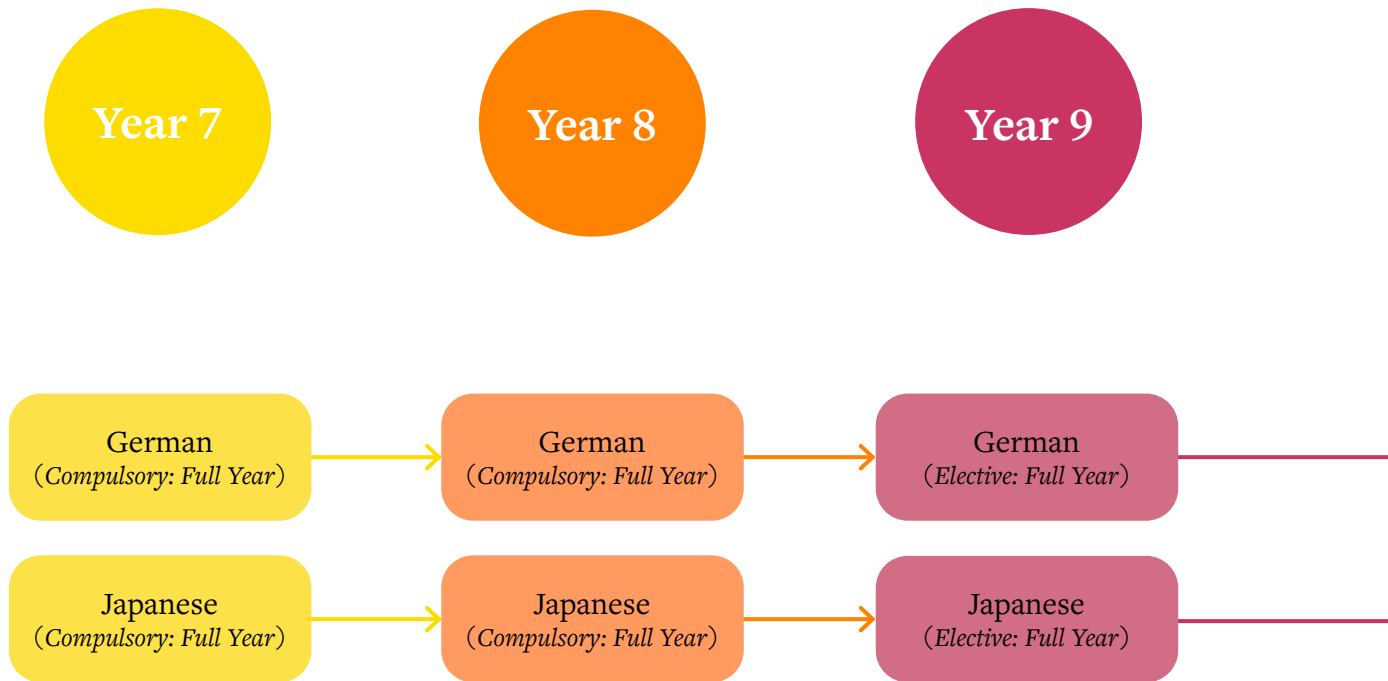 Year 7
Year 8
Year 9
German
(Compulsory: Full Year)
German
(Compulsory: Full Year)
German
(Elective: Full Year)
Japanese
(Compulsory: Full Year)
Japanese
(Compulsory: Full Year)
Japanese
(Elective: Full Year)